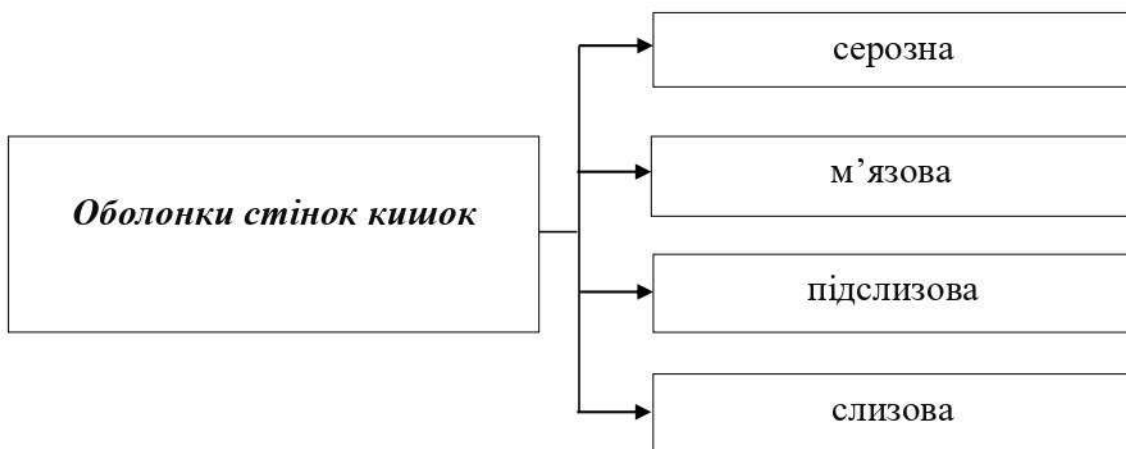 Оболонки стінок кишок
серозна
м’язова
підслизова
слизова